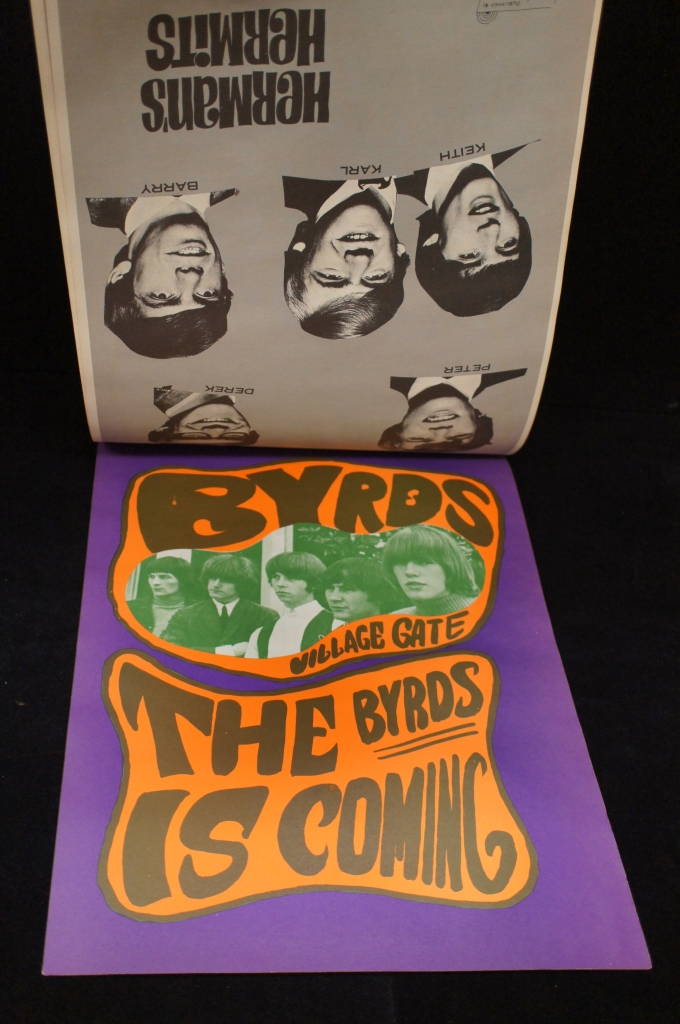 HERMAN'S
HERMITS
KEITH
KARL
BARRY
PETER
DEREK
BYRDS
VILLAGE GATE
THE BYRDS
IS COMING